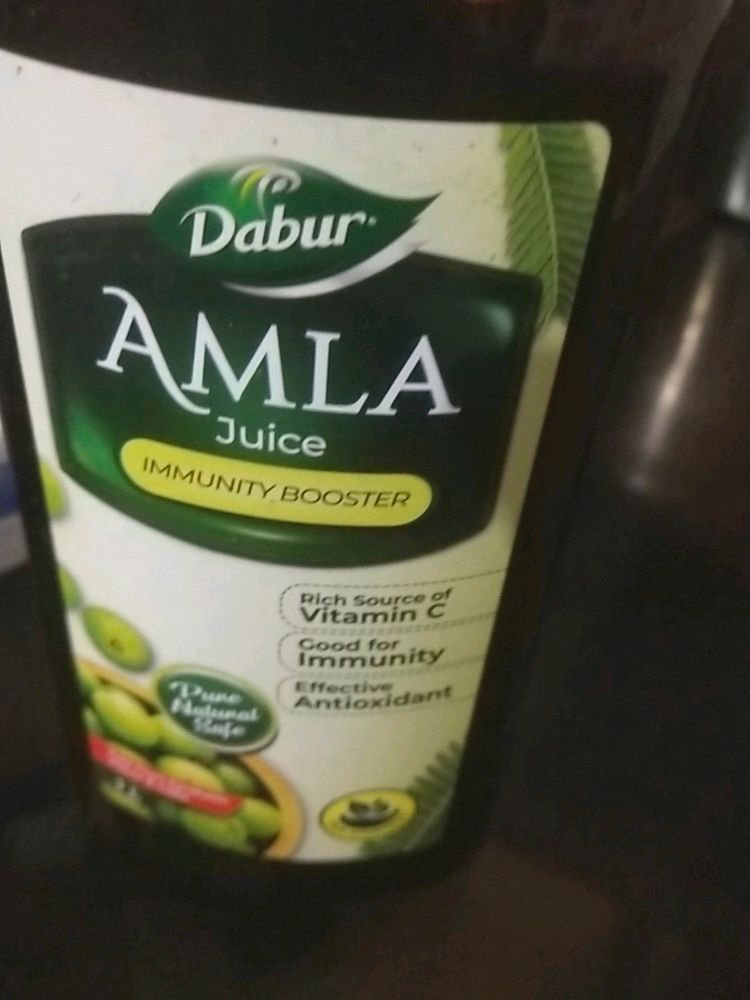 Dabur
AMLA
Juice
IMMUNITY BOOSTER
Rich Source of
Vitamin C
Good for
Immunity
Effective
Antioxidant
Pure
Natural
Safe